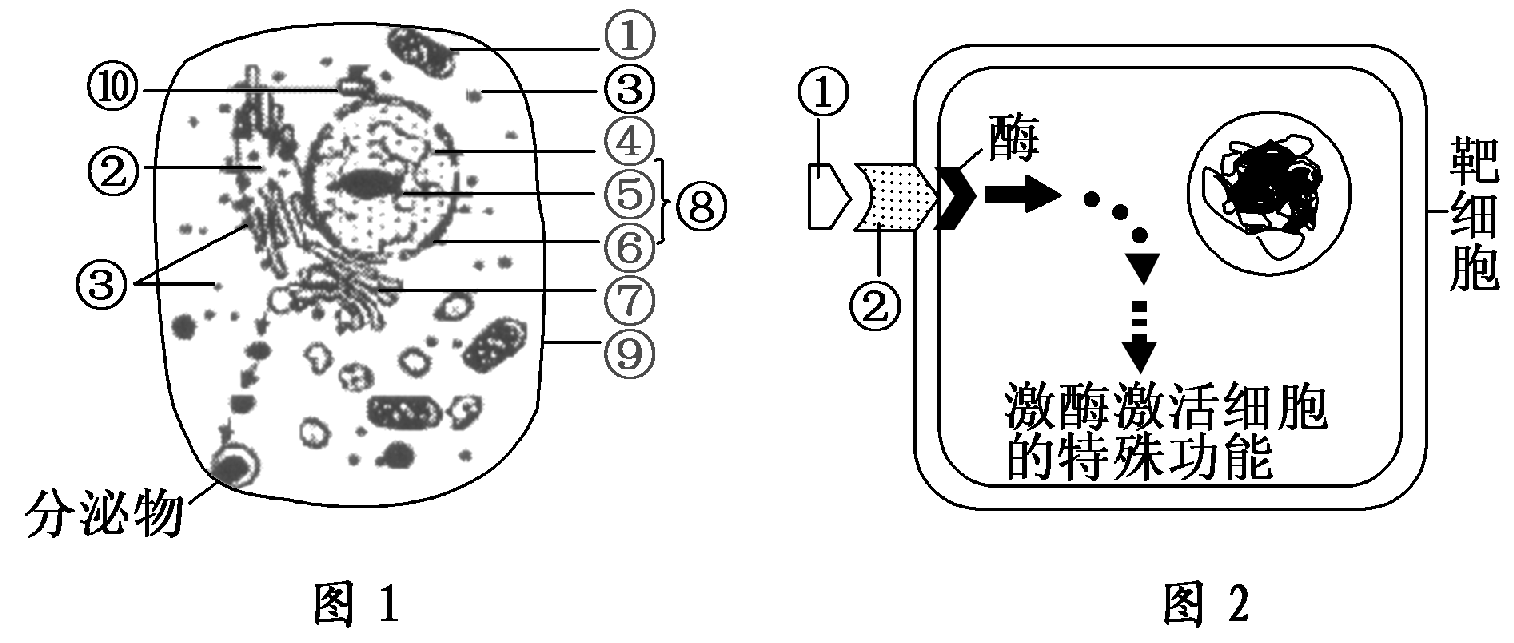 ①
⑩
③
②
④
⑤
⑧
⑥
③
⑦
⑨
分泌物
图 1
①
酶
②
靶细胞
激酶激活细胞
的特殊功能
图 2